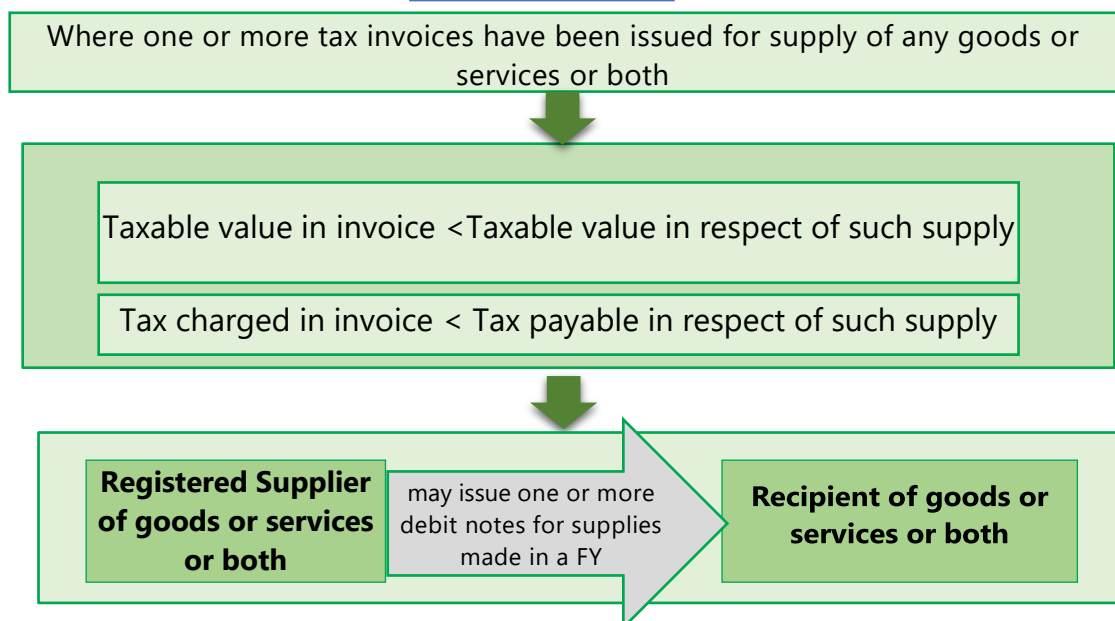 Where one or more tax invoices have been issued for supply of any goods or
services or both
Taxable value in invoice <Taxable value in respect of such supply
Tax charged in invoice < Tax payable in respect of such supply
Registered Supplier
of goods or services
or both
may issue one or more
debit notes for supplies
made in a FY
Recipient of goods or
services or both